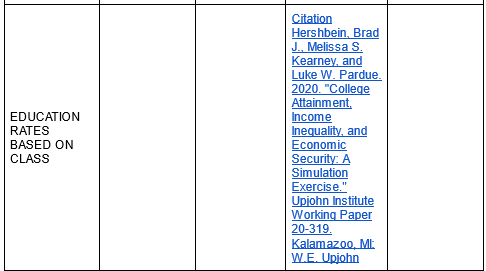 EDUCATION
RATES
BASED ON
CLASS
Citation
Hershbein, Brad
J., Melissa S.
Kearney, and
Luke W. Pardue.
2020. "College
Attainment,
Income
Inequality, and
Economic
Security: A
Simulation
Exercise."
Upjohn Institute
Working Paper
20-319.
Kalamazoo, MI:
W.E. Upjohn